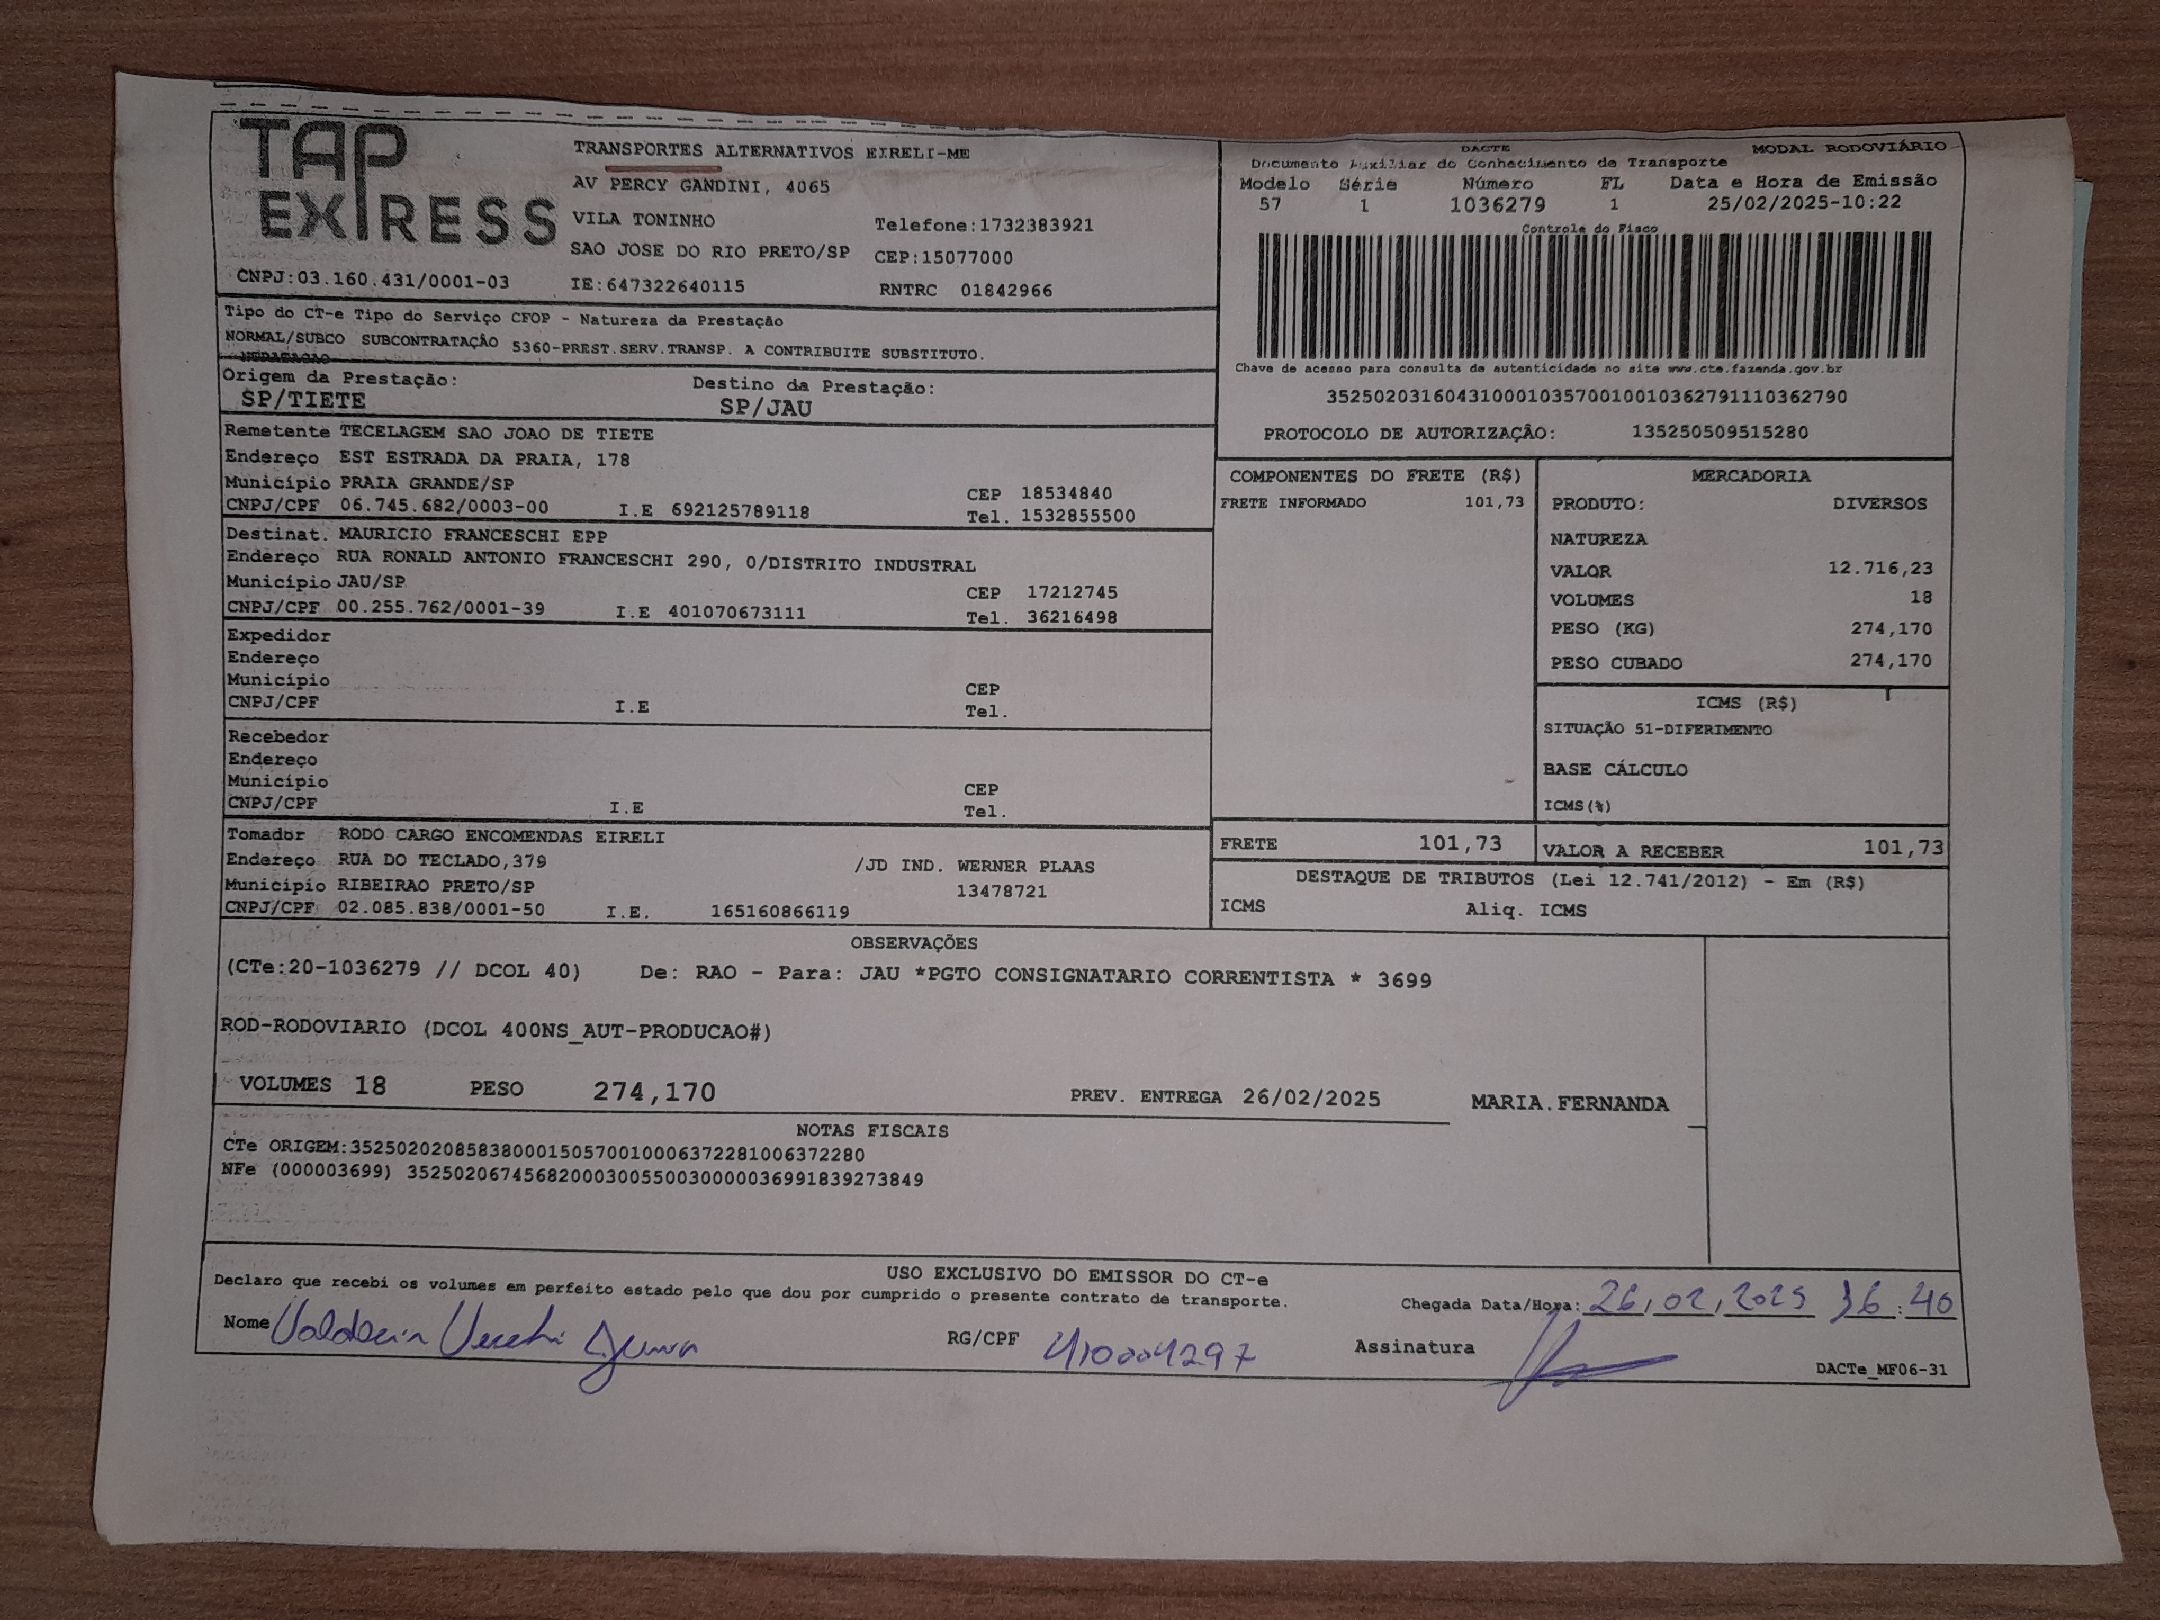 TAP EXPRESS
TRANSPORTES ALTERNATIVOS EIRELI-ME
AV PERCY GANDINI, 4065
VILA TONINHO Telefone:1732383921
SAO JOSE DO RIO PRETO/SP CEP:15077000
CNPJ:03.160.431/0001-03 IE:647322640115 RNTRC 01842966
DACTE MODAL RODOVIÁRIO
Documento Auxiliar do Conhecimento de Transporte
Modelo Série Número FL Data e Hora de Emissão
57 1 1036279 1 25/02/2025-10:22
Controle do Fisco
Chave de acesso para consulta de autenticidade no site www.cte.fazenda.gov.br
35250203160431000103570010010362791110362790
PROTOCOLO DE AUTORIZAÇÃO: 135250509515280
Tipo do CT-e Tipo do Serviço CFOP - Natureza da Prestação
NORMAL/SUBCO SUBCONTRATAÇÃO 5360-PREST.SERV.TRANSP. A CONTRIBUITE SUBSTITUTO.
Origem da Prestação: Destino da Prestação:
SP/TIETE SP/JAU
Remetente TECELAGEM SAO JOAO DE TIETE
Endereço EST ESTRADA DA PRAIA, 178
Município PRAIA GRANDE/SP CEP 18534840
CNPJ/CPF 06.745.682/0003-00 I.E 692125789118 Tel. 1532855500
Destinat. MAURICIO FRANCESCHI EPP
Endereço RUA RONALD ANTONIO FRANCESCHI 290, 0/DISTRITO INDUSTRAL
Município JAU/SP CEP 17212745
CNPJ/CPF 00.255.762/0001-39 I.E 401070673111 Tel. 36216498
Expedidor
Endereço
Município CEP
CNPJ/CPF I.E Tel.
Recebedor
Endereço
Município CEP
CNPJ/CPF I.E Tel.
Tomador RODO CARGO ENCOMENDAS EIRELI
Endereço RUA DO TECLADO,379 /JD IND. WERNER PLAAS
Município RIBEIRAO PRETO/SP 13478721
CNPJ/CPF 02.085.838/0001-50 I.E. 165160866119
COMPONENTES DO FRETE (R$)
FRETE INFORMADO 101,73
MERCADORIA
PRODUTO: DIVERSOS
NATUREZA
VALOR 12.716,23
VOLUMES 18
PESO (KG) 274,170
PESO CUBADO 274,170
ICMS (R$)
SITUAÇÃO 51-DIFERIMENTO
BASE CÁLCULO
ICMS(%)
FRETE 101,73 VALOR A RECEBER 101,73
DESTAQUE DE TRIBUTOS (Lei 12.741/2012) - Em (R$)
ICMS Aliq. ICMS
OBSERVAÇÕES
(CTe:20-1036279 // DCOL 40) De: RAO - Para: JAU *PGTO CONSIGNATARIO CORRENTISTA * 3699
ROD-RODOVIARIO (DCOL 400NS_AUT-PRODUCAO#)
VOLUMES 18 PESO 274,170 PREV. ENTREGA 26/02/2025 MARIA.FERNANDA
NOTAS FISCAIS
CTe ORIGEM:35250202085838000150570010006372281006372280
NFe (000003699) 35250206745682000300550030000036991839273849
USO EXCLUSIVO DO EMISSOR DO CT-e
Declaro que recebi os volumes em perfeito estado pelo que dou por cumprido o presente contrato de transporte.
Chegada Data/Hora: 26,02,2025 16:40
Nome RG/CPF 410004297 Assinatura
DACTe_MF06-31